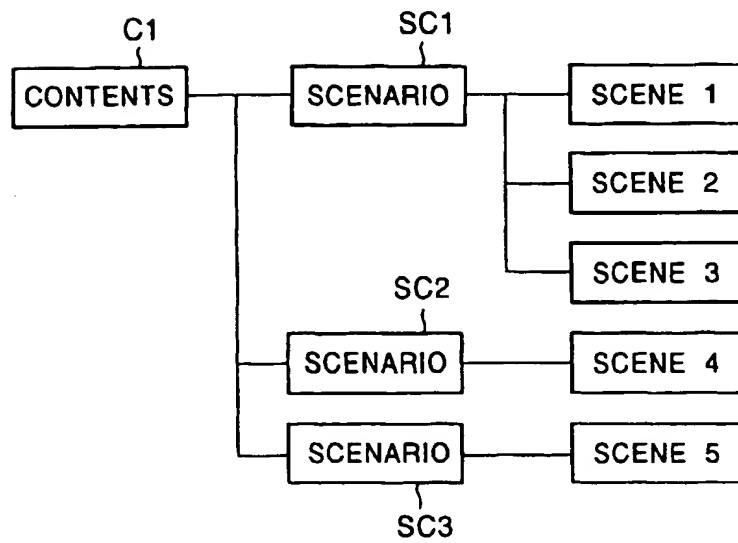 C1
SC1
CONTENTS
SCENARIO
SCENE 1
SCENE 2
SCENE 3
SC2
SCENARIO
SCENE 4
SCENARIO
SCENE 5
SC3